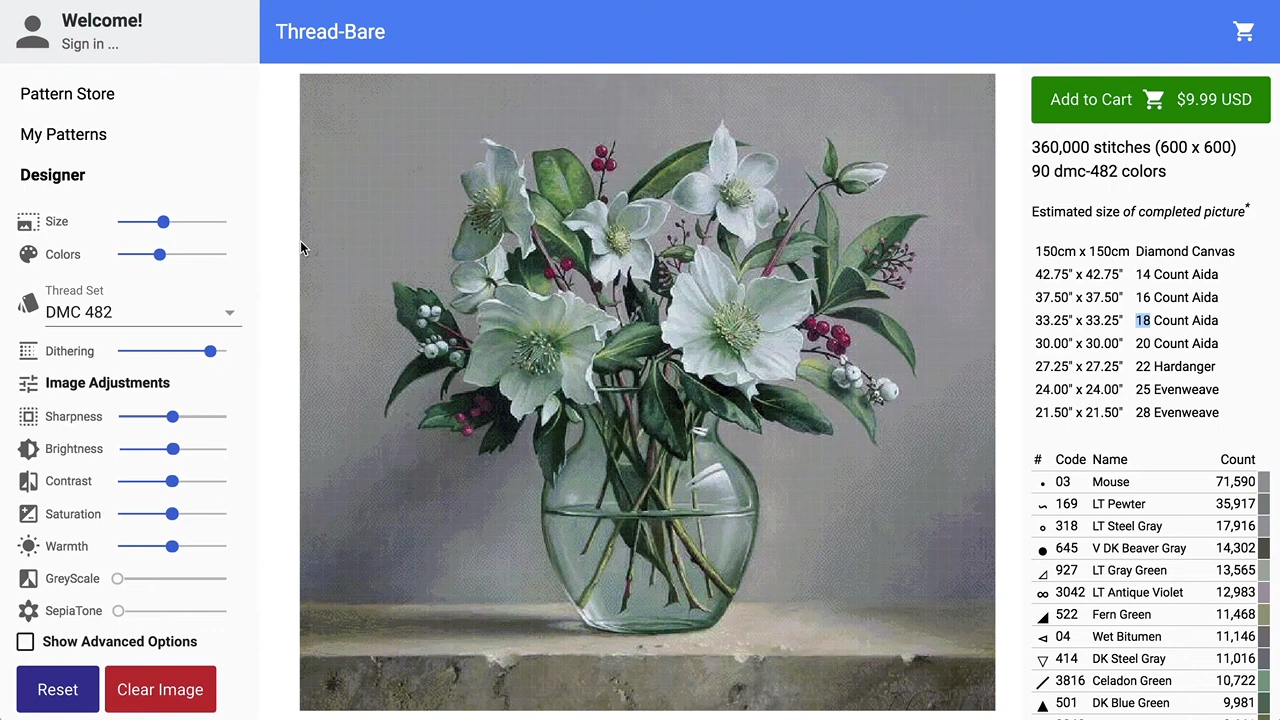 Welcome!
Sign in ...
Thread-Bare
Pattern Store
My Patterns
Designer
Size
Colors
Thread Set
DMC 482
Dithering
Image Adjustments
Sharpness
Brightness
Contrast
Saturation
Warmth
GreyScale
SepiaTone
Show Advanced Options
Reset
Clear Image
Add to Cart $9.99 USD
360,000 stitches (600 x 600)
90 dmc-482 colors
Estimated size of completed picture*
150cm x 150cm Diamond Canvas
42.75" x 42.75" 14 Count Aida
37.50" x 37.50" 16 Count Aida
33.25" x 33.25" 18 Count Aida
30.00" x 30.00" 20 Count Aida
27.25" x 27.25" 22 Hardanger
24.00" x 24.00" 25 Evenweave
21.50" x 21.50" 28 Evenweave
# Code Name Count
03 Mouse 71,590
169 LT Pewter 35,917
318 LT Steel Gray 17,916
645 V DK Beaver Gray 14,302
927 LT Gray Green 13,565
3042 LT Antique Violet 12,983
522 Fern Green 11,468
04 Wet Bitumen 11,146
414 DK Steel Gray 11,016
3816 Celadon Green 10,722
501 DK Blue Green 9,981